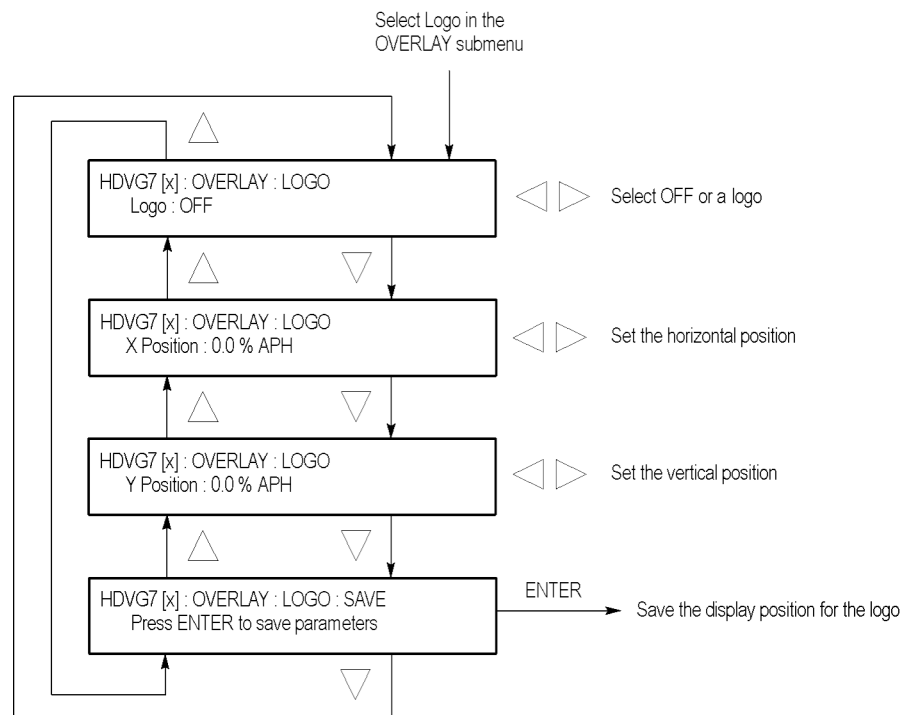 Select Logo in the
OVERLAY submenu
HDVG7 [x] : OVERLAY : LOGO
Logo : OFF
Select OFF or a logo
HDVG7 [x] : OVERLAY : LOGO
X Position : 0.0 % APH
Set the horizontal position
HDVG7 [x] : OVERLAY : LOGO
Y Position : 0.0 % APH
Set the vertical position
HDVG7 [x] : OVERLAY : LOGO : SAVE
Press ENTER to save parameters
ENTER
Save the display position for the logo